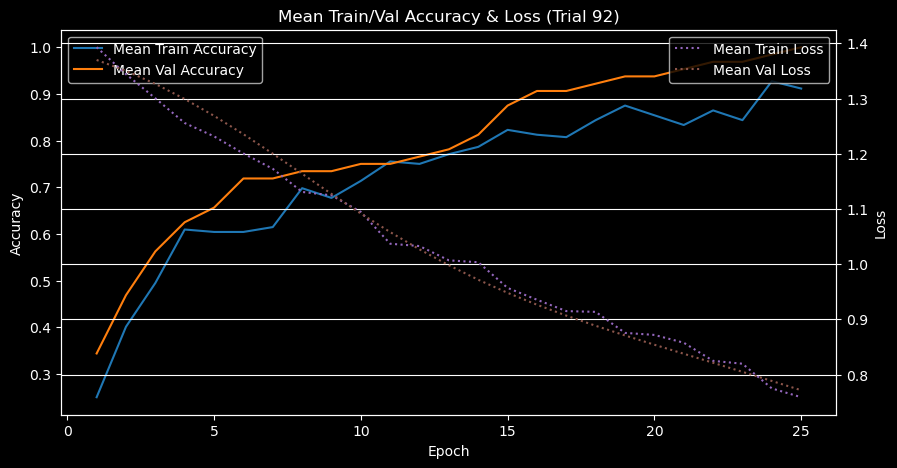 Mean Train/Val Accuracy & Loss (Trial 92)
Mean Train Accuracy
Mean Val Accuracy
Mean Train Loss
Mean Val Loss
1.0
0.9
0.8
0.7
0.6
0.5
0.4
0.3
Accuracy
1.4
1.3
1.2
1.1
1.0
0.9
0.8
Loss
0
5
10
15
20
25
Epoch